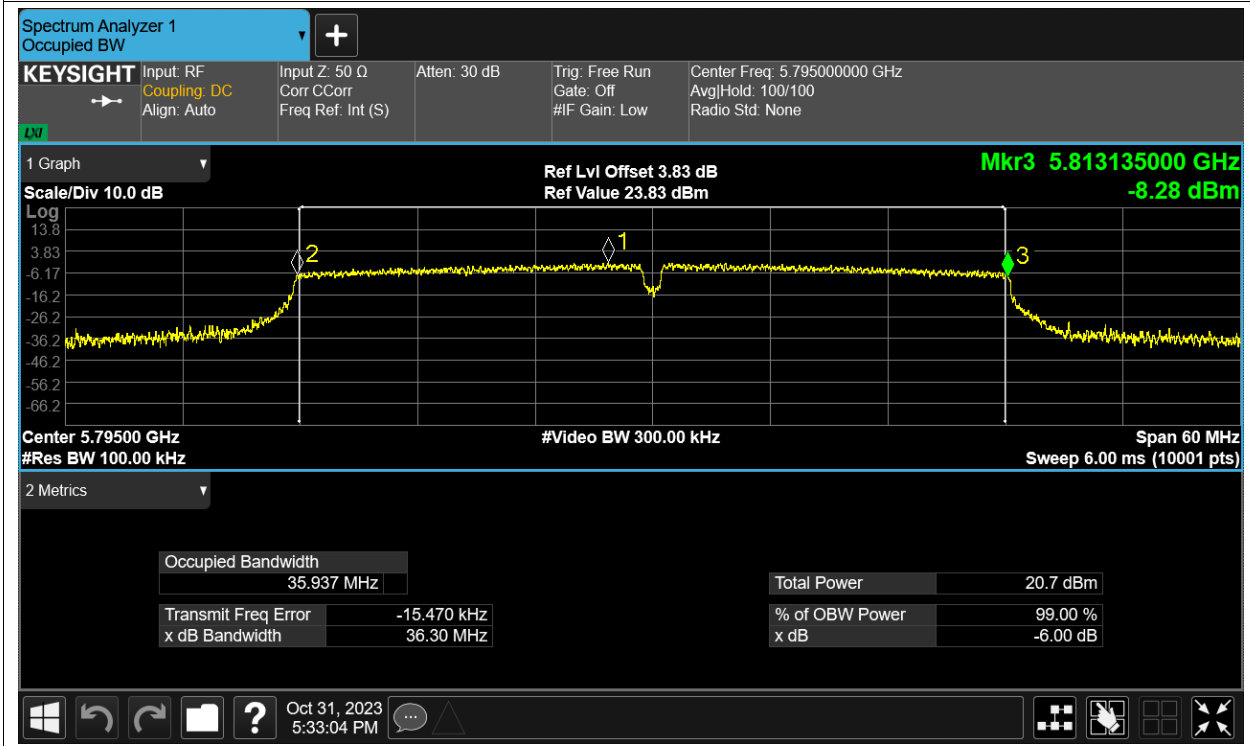 Spectrum Analyzer 1
Occupied BW
+
KEYSIGHT
LXI
Input: RF
Coupling: DC
Align: Auto
Input Z: 50 Ω
Corr CCorr
Freq Ref: Int (S)
Atten: 30 dB
Trig: Free Run
Gate: Off
#IF Gain: Low
Center Freq: 5.795000000 GHz
Avg|Hold: 100/100
Radio Std: None
1 Graph
Scale/Div 10.0 dB
Ref Lvl Offset 3.83 dB
Ref Value 23.83 dBm
Mkr3 5.813135000 GHz
-8.28 dBm
Log
13.8
3.83
-6.17
-16.2
-26.2
-36.2
-46.2
-56.2
-66.2
2
1
3
Center 5.79500 GHz
#Video BW 300.00 kHz
Span 60 MHz
#Res BW 100.00 kHz
Sweep 6.00 ms (10001 pts)
2 Metrics
Occupied Bandwidth
35.937 MHz
Total Power 20.7 dBm
Transmit Freq Error -15.470 kHz
% of OBW Power 99.00 %
x dB Bandwidth 36.30 MHz
x dB -6.00 dB
?
Oct 31, 2023
5:33:04 PM